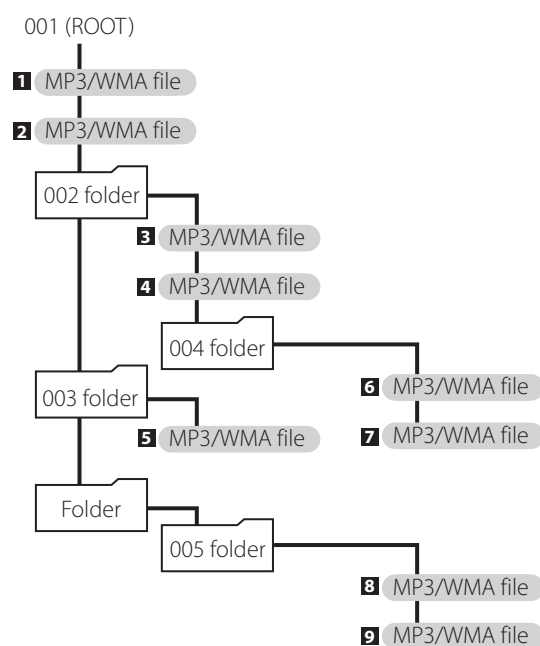 001 (ROOT)
1 MP3/WMA file
2 MP3/WMA file
002 folder
3 MP3/WMA file
4 MP3/WMA file
004 folder
6 MP3/WMA file
003 folder
5 MP3/WMA file
7 MP3/WMA file
Folder
005 folder
8 MP3/WMA file
9 MP3/WMA file